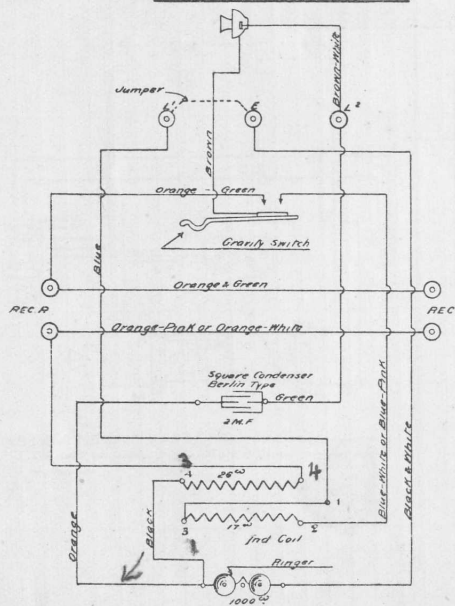 Brown-White
Jumper
L'
E
L²
Brown
Orange - Green
Gravity Switch
Blue
Orange & Green
REC. R
REC
Orange-Pink or Orange-White
Square Condenser
Berlin Type
Green
2 M.F
Blue-White or Blue-Pink
Black & White
3
4
26 ω
4
1
Orange
Black
3
17 ω
2
1
Ind Coil
Ringer
1000 ω